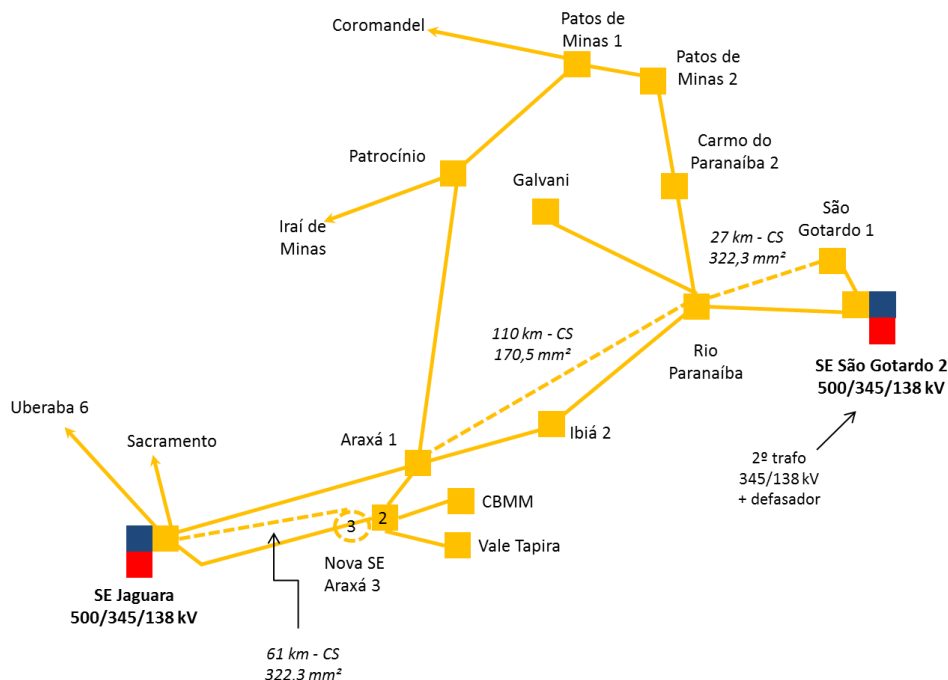 Coromandel
Patos de
Minas 1
Patos de
Minas 2
Patrocínio
Carmo do
Paranaíba 2
Galvani
São
Gotardo 1
Iraí de
Minas
27 km - CS
322,3 mm²
110 km - CS
170,5 mm²
Rio
Paranaíba
SE São Gotardo 2
500/345/138 kV
Uberaba 6
Sacramento
Araxá 1
Ibiá 2
2º trafo
345/138 kV
+ defasador
CBMM
2
3
Vale Tapira
Nova SE
Araxá 3
SE Jaguara
500/345/138 kV
61 km - CS
322,3 mm²